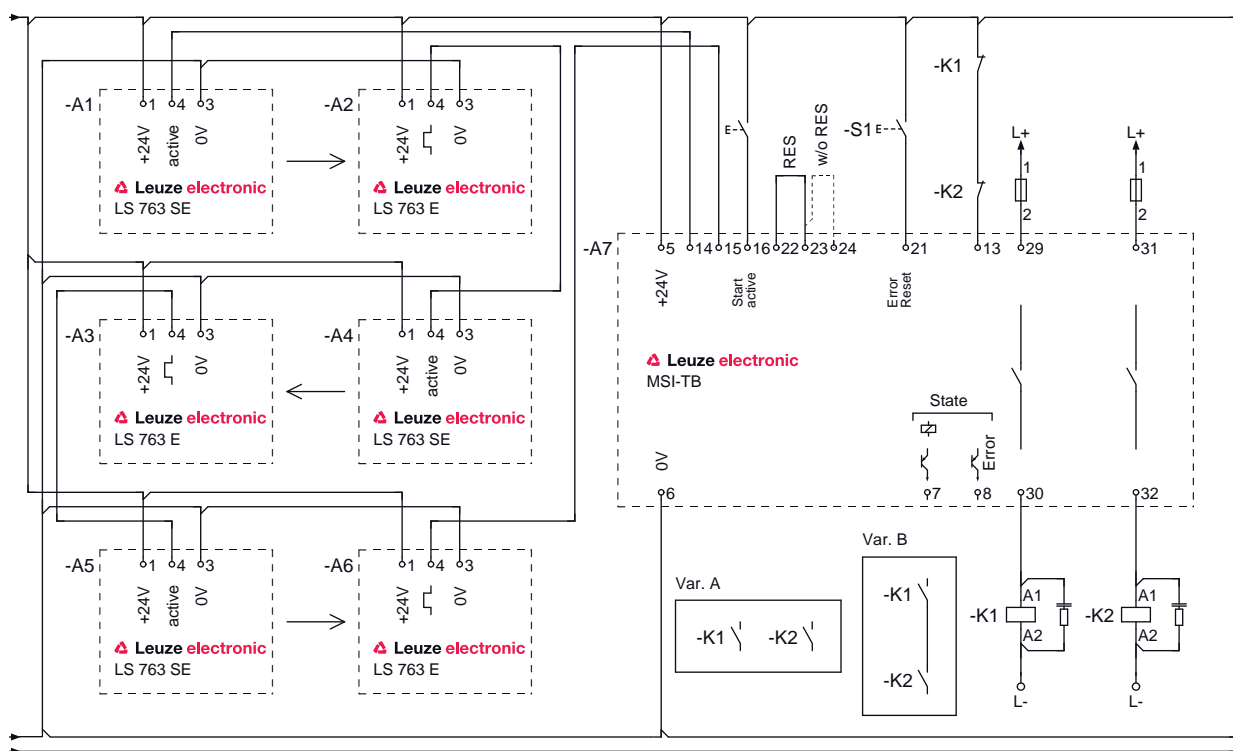 -A1
1
4
3
+24V
active
0V
Leuze electronic
LS 763 SE
-A2
1
4
3
+24V
0V
Leuze electronic
LS 763 E
-A3
1
4
3
+24V
0V
Leuze electronic
LS 763 E
-A4
1
4
3
+24V
active
0V
Leuze electronic
LS 763 SE
-A5
1
4
3
+24V
active
0V
Leuze electronic
LS 763 SE
-A6
1
4
3
+24V
0V
Leuze electronic
LS 763 E
RES
w/o RES
-S1
E
E
-K1
-K2
L+
1
2
L+
1
2
-A7
5
14
15
16
22
23
24
21
13
29
31
+24V
Start
active
Error
Reset
Leuze electronic
MSI-TB
State
Error
0V
6
7
8
30
32
Var. A
-K1
-K2
Var. B
-K1
-K2
-K1
A1
A2
L-
-K2
A1
A2
L-